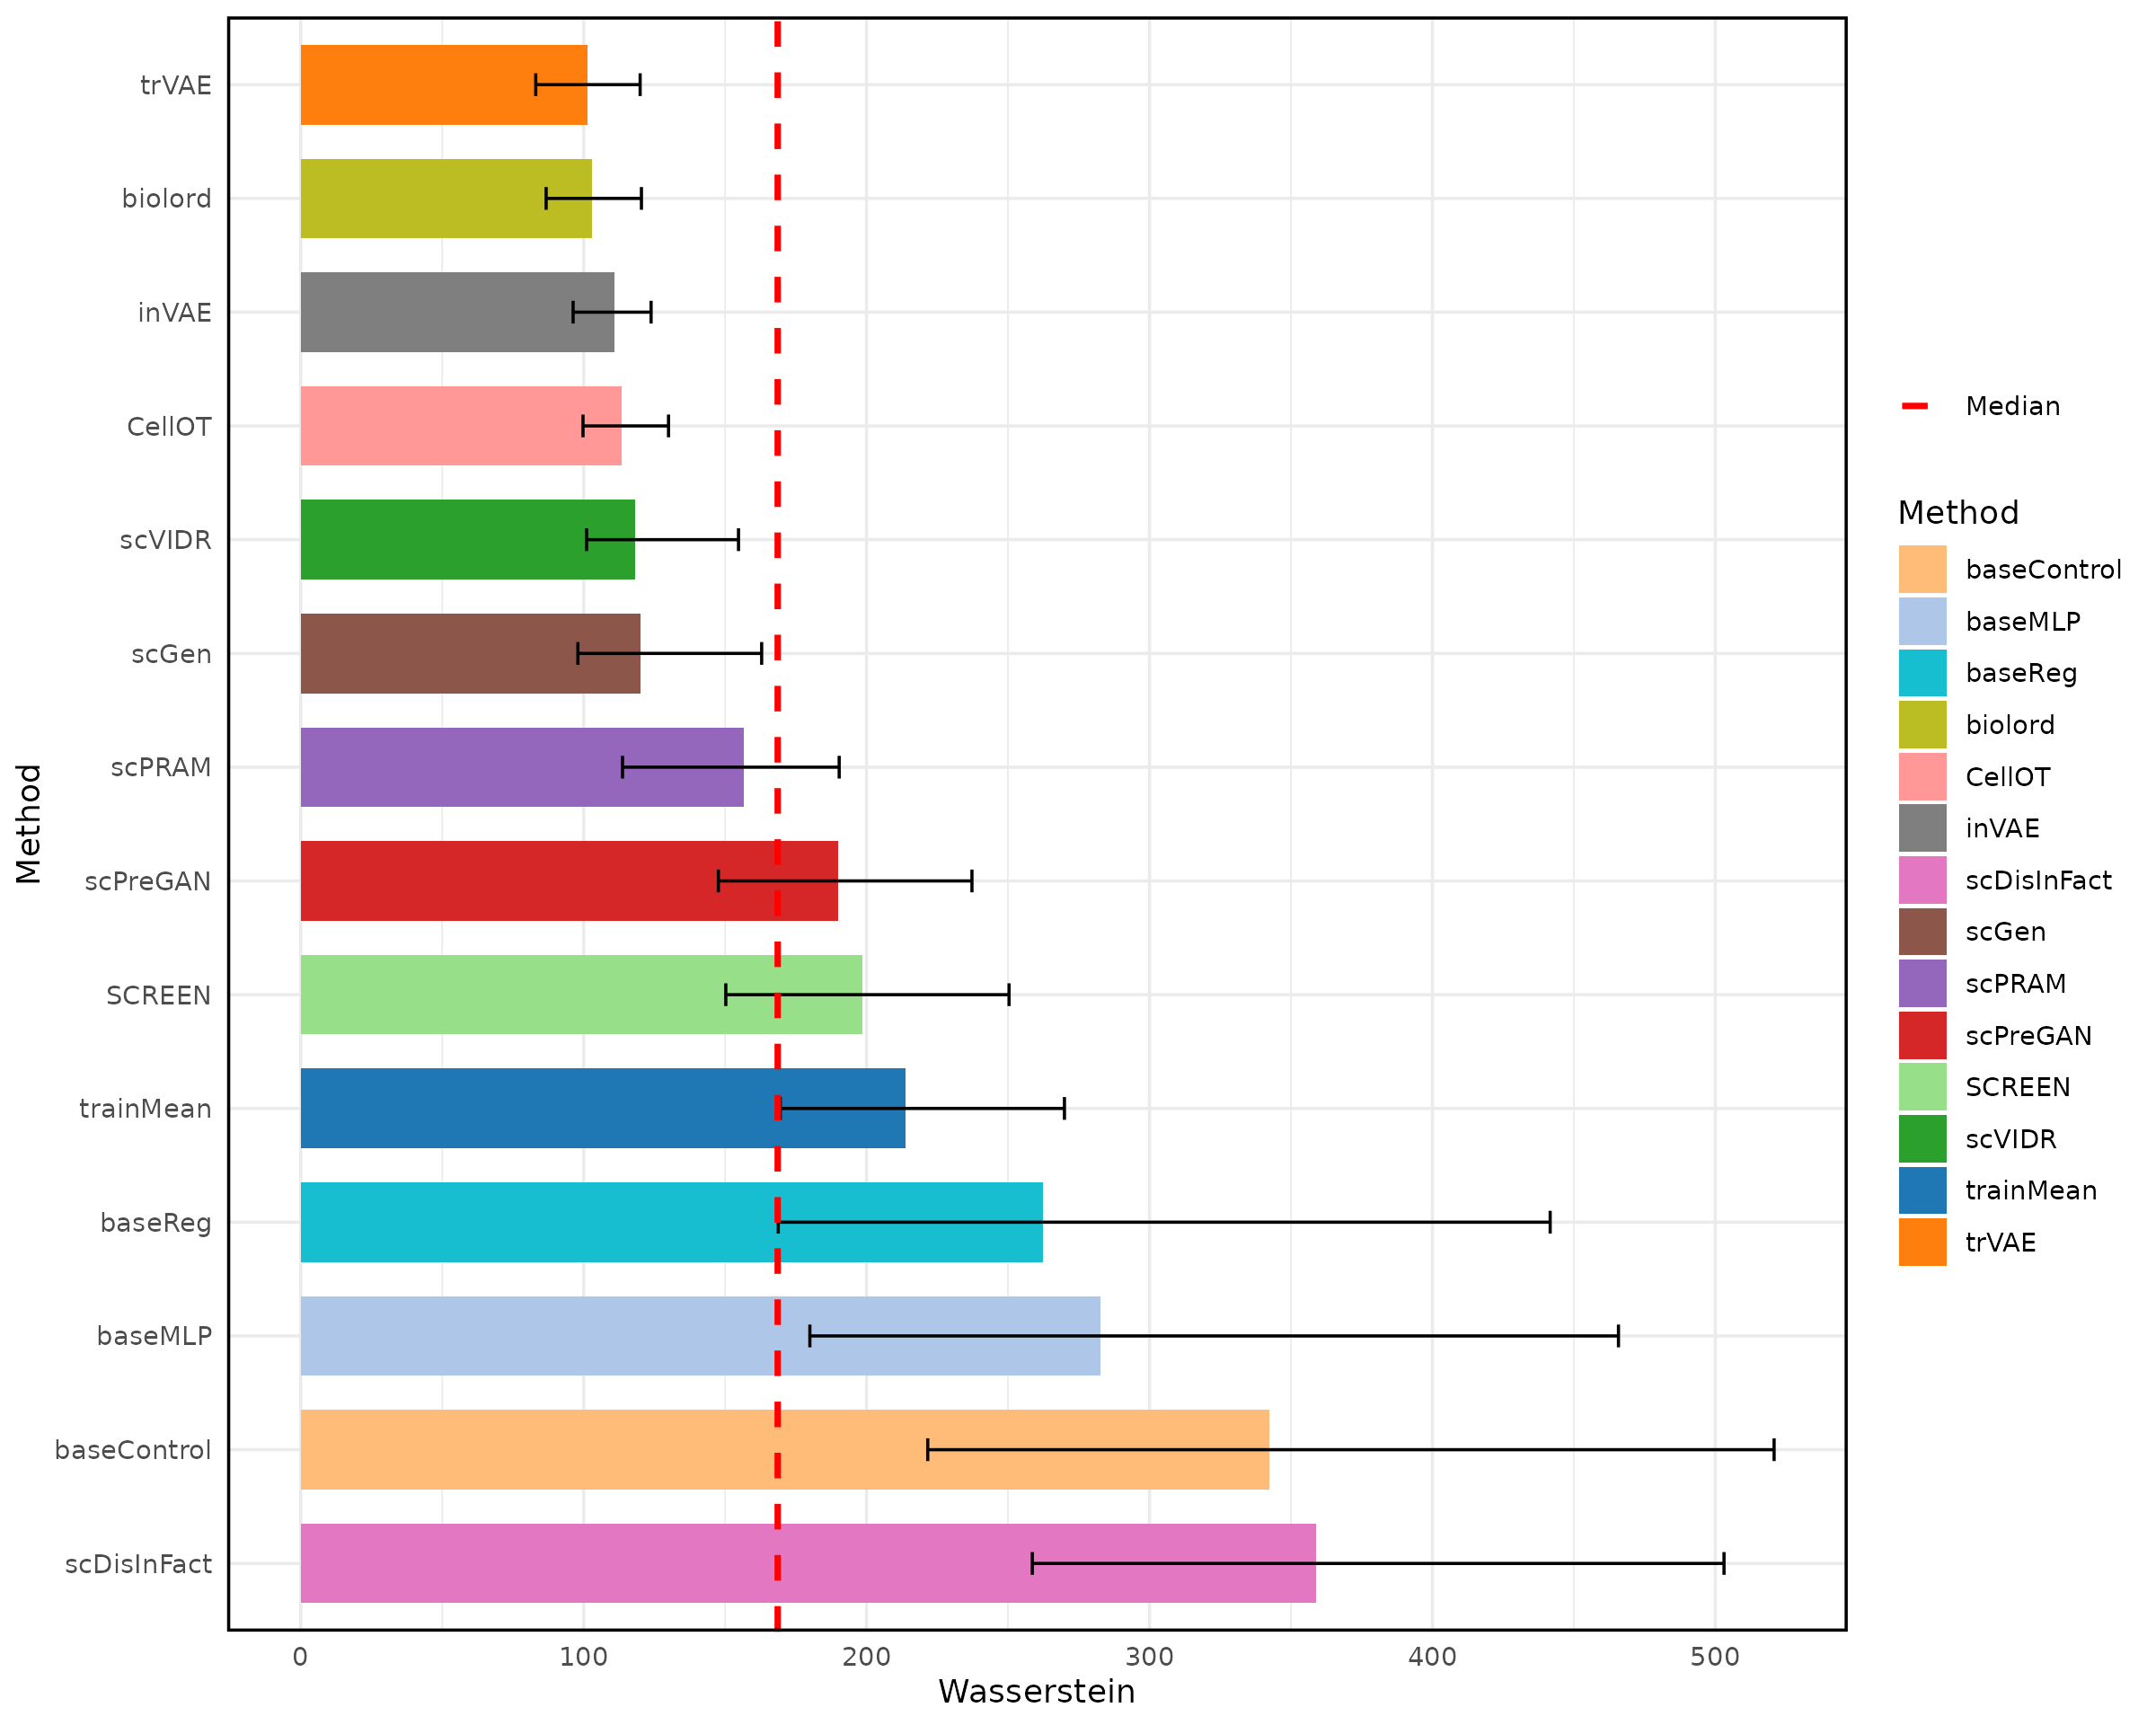 trVAE
biolord
inVAE
CellOT
scVIDR
scGen
scPRAM
scPreGAN
SCREEN
trainMean
baseReg
baseMLP
baseControl
scDisInFact
Method
0 100 200 300 400 500
Wasserstein
Median
Method
baseControl
baseMLP
baseReg
biolord
CellOT
inVAE
scDisInFact
scGen
scPRAM
scPreGAN
SCREEN
scVIDR
trainMean
trVAE